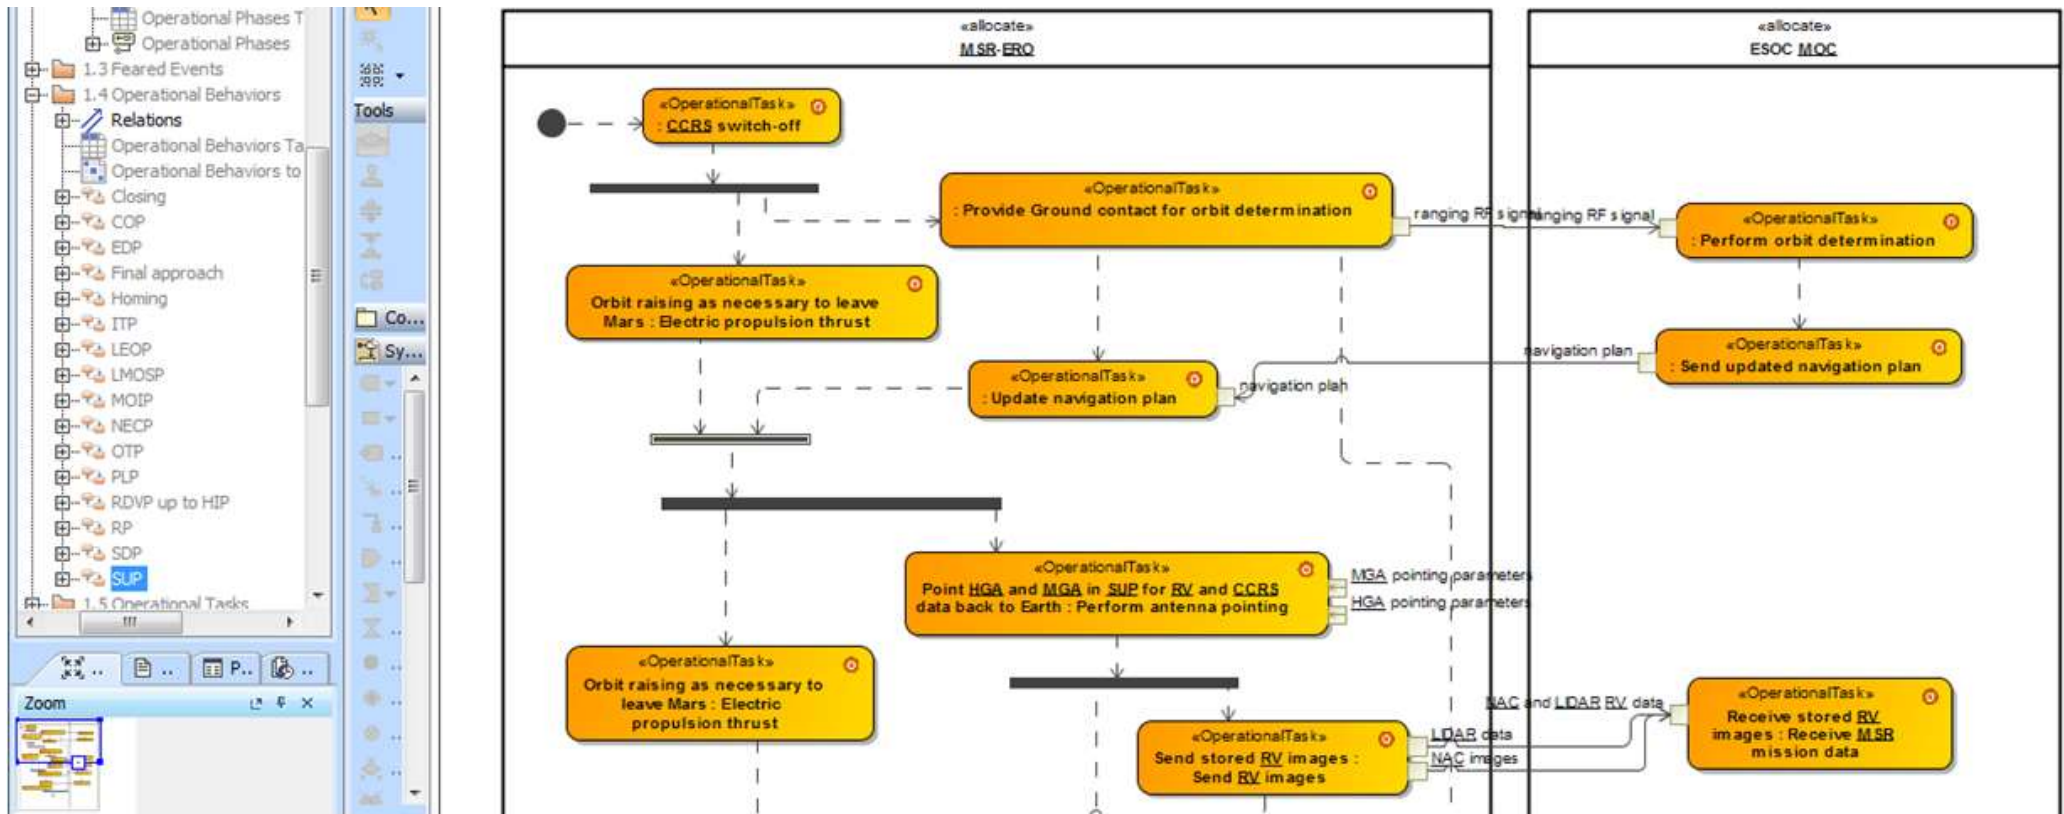 Operational Phases T
Operational Phases
1.3 Feared Events
1.4 Operational Behaviors
Relations
Operational Behaviors Ta
Operational Behaviors to
Closing
COP
EDP
Final approach
Homing
ITP
LEOP
LMOSP
MOIP
NECP
OTP
PLP
RDVP up to HIP
RP
SDP
SUP
1.5 Operational Tasks
P..
Zoom
Tools
Co...
Sy...
«allocate»
MSR-ERO
«allocate»
ESOC MOC
«OperationalTask»
: CCRS switch-off
«OperationalTask»
: Provide Ground contact for orbit determination
ranging RF signal
ranging RF signal
«OperationalTask»
: Perform orbit determination
«OperationalTask»
Orbit raising as necessary to leave
Mars : Electric propulsion thrust
«OperationalTask»
: Update navigation plan
navigation plan
navigation plan
«OperationalTask»
: Send updated navigation plan
«OperationalTask»
Point HGA and MGA in SUP for RV and CCRS
data back to Earth : Perform antenna pointing
MGA pointing parameters
HGA pointing parameters
«OperationalTask»
Orbit raising as necessary to
leave Mars : Electric
propulsion thrust
«OperationalTask»
Send stored RV images :
Send RV images
LIDAR data
NAC images
NAC and LIDAR RV data
«OperationalTask»
Receive stored RV
images : Receive MSR
mission data